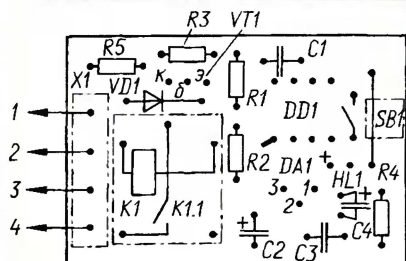 R3
VT1
R5
C1
X1
К
Э
VD1
б
R1
DD1
SB1
1
2
3
4
R2
DA1
+
3
1
2
HL1
+
R4
K1
K1.1
+
C2
C3
C4